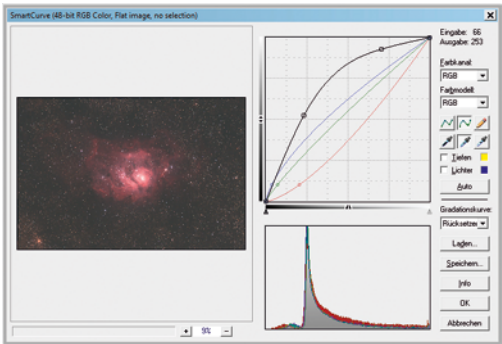 SmartCurve (48-bit RGB Color, Flat image, no selection)
Eingabe: 66
Ausgabe: 253
Farbkanal:
RGB
Farbmodell:
RGB
Tiefen
Lichter
Auto
Gradationskurve:
Rücksetzen
Laden...
Speichern...
Info
OK
Abbrechen
+ 9% -